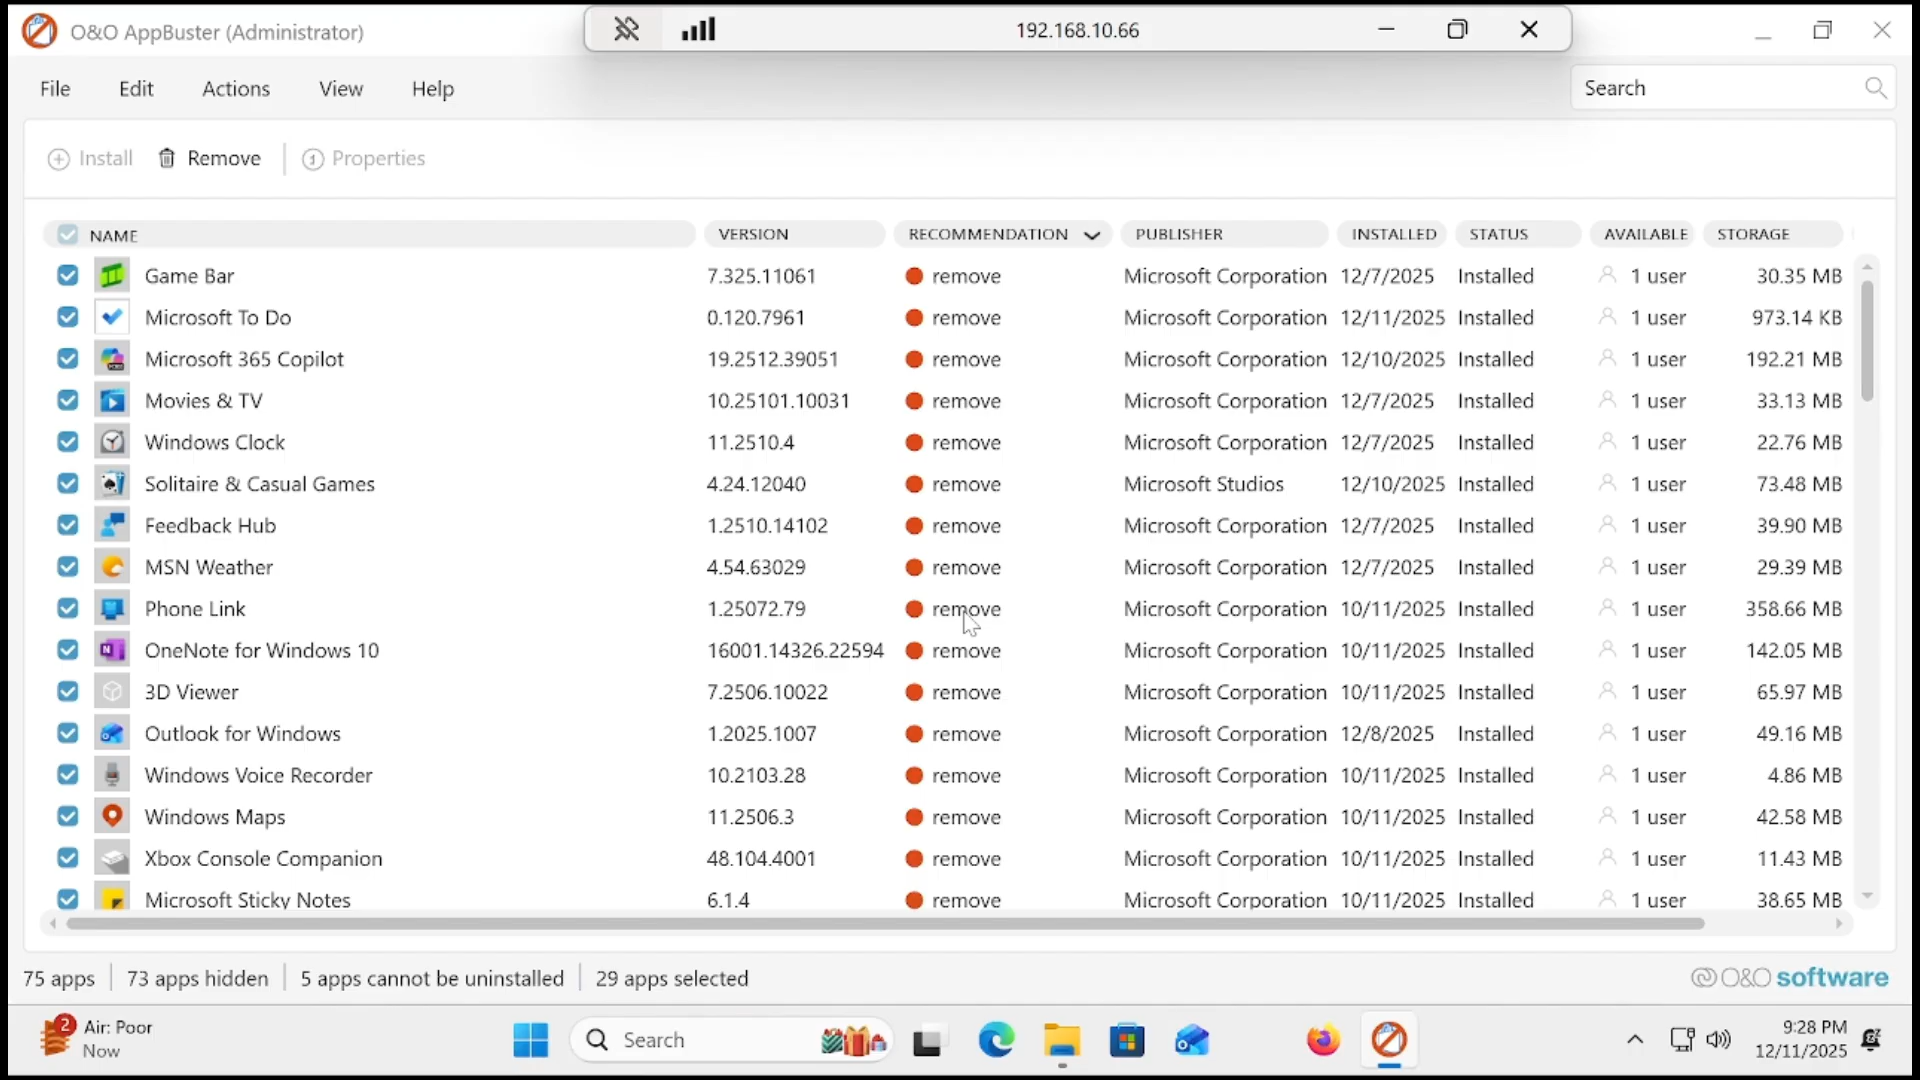 O&O AppBuster (Administrator)
192.168.10.66
File Edit Actions View Help
Search
Install Remove Properties
NAME VERSION RECOMMENDATION PUBLISHER INSTALLED STATUS AVAILABLE STORAGE
Game Bar 7.325.11061 remove Microsoft Corporation 12/7/2025 Installed 1 user 30.35 MB
Microsoft To Do 0.120.7961 remove Microsoft Corporation 12/11/2025 Installed 1 user 973.14 KB
Microsoft 365 Copilot 19.2512.39051 remove Microsoft Corporation 12/10/2025 Installed 1 user 192.21 MB
Movies & TV 10.25101.10031 remove Microsoft Corporation 12/7/2025 Installed 1 user 33.13 MB
Windows Clock 11.2510.4 remove Microsoft Corporation 12/7/2025 Installed 1 user 22.76 MB
Solitaire & Casual Games 4.24.12040 remove Microsoft Studios 12/10/2025 Installed 1 user 73.48 MB
Feedback Hub 1.2510.14102 remove Microsoft Corporation 12/7/2025 Installed 1 user 39.90 MB
MSN Weather 4.54.63029 remove Microsoft Corporation 12/7/2025 Installed 1 user 29.39 MB
Phone Link 1.25072.79 remove Microsoft Corporation 10/11/2025 Installed 1 user 358.66 MB
OneNote for Windows 10 16001.14326.22594 remove Microsoft Corporation 10/11/2025 Installed 1 user 142.05 MB
3D Viewer 7.2506.10022 remove Microsoft Corporation 10/11/2025 Installed 1 user 65.97 MB
Outlook for Windows 1.2025.1007 remove Microsoft Corporation 12/8/2025 Installed 1 user 49.16 MB
Windows Voice Recorder 10.2103.28 remove Microsoft Corporation 10/11/2025 Installed 1 user 4.86 MB
Windows Maps 11.2506.3 remove Microsoft Corporation 10/11/2025 Installed 1 user 42.58 MB
Xbox Console Companion 48.104.4001 remove Microsoft Corporation 10/11/2025 Installed 1 user 11.43 MB
Microsoft Sticky Notes 6.1.4 remove Microsoft Corporation 10/11/2025 Installed 1 user 38.65 MB
75 apps 73 apps hidden 5 apps cannot be uninstalled 29 apps selected
O&O software
2 Air: Poor
Now
Search
9:28 PM
12/11/2025